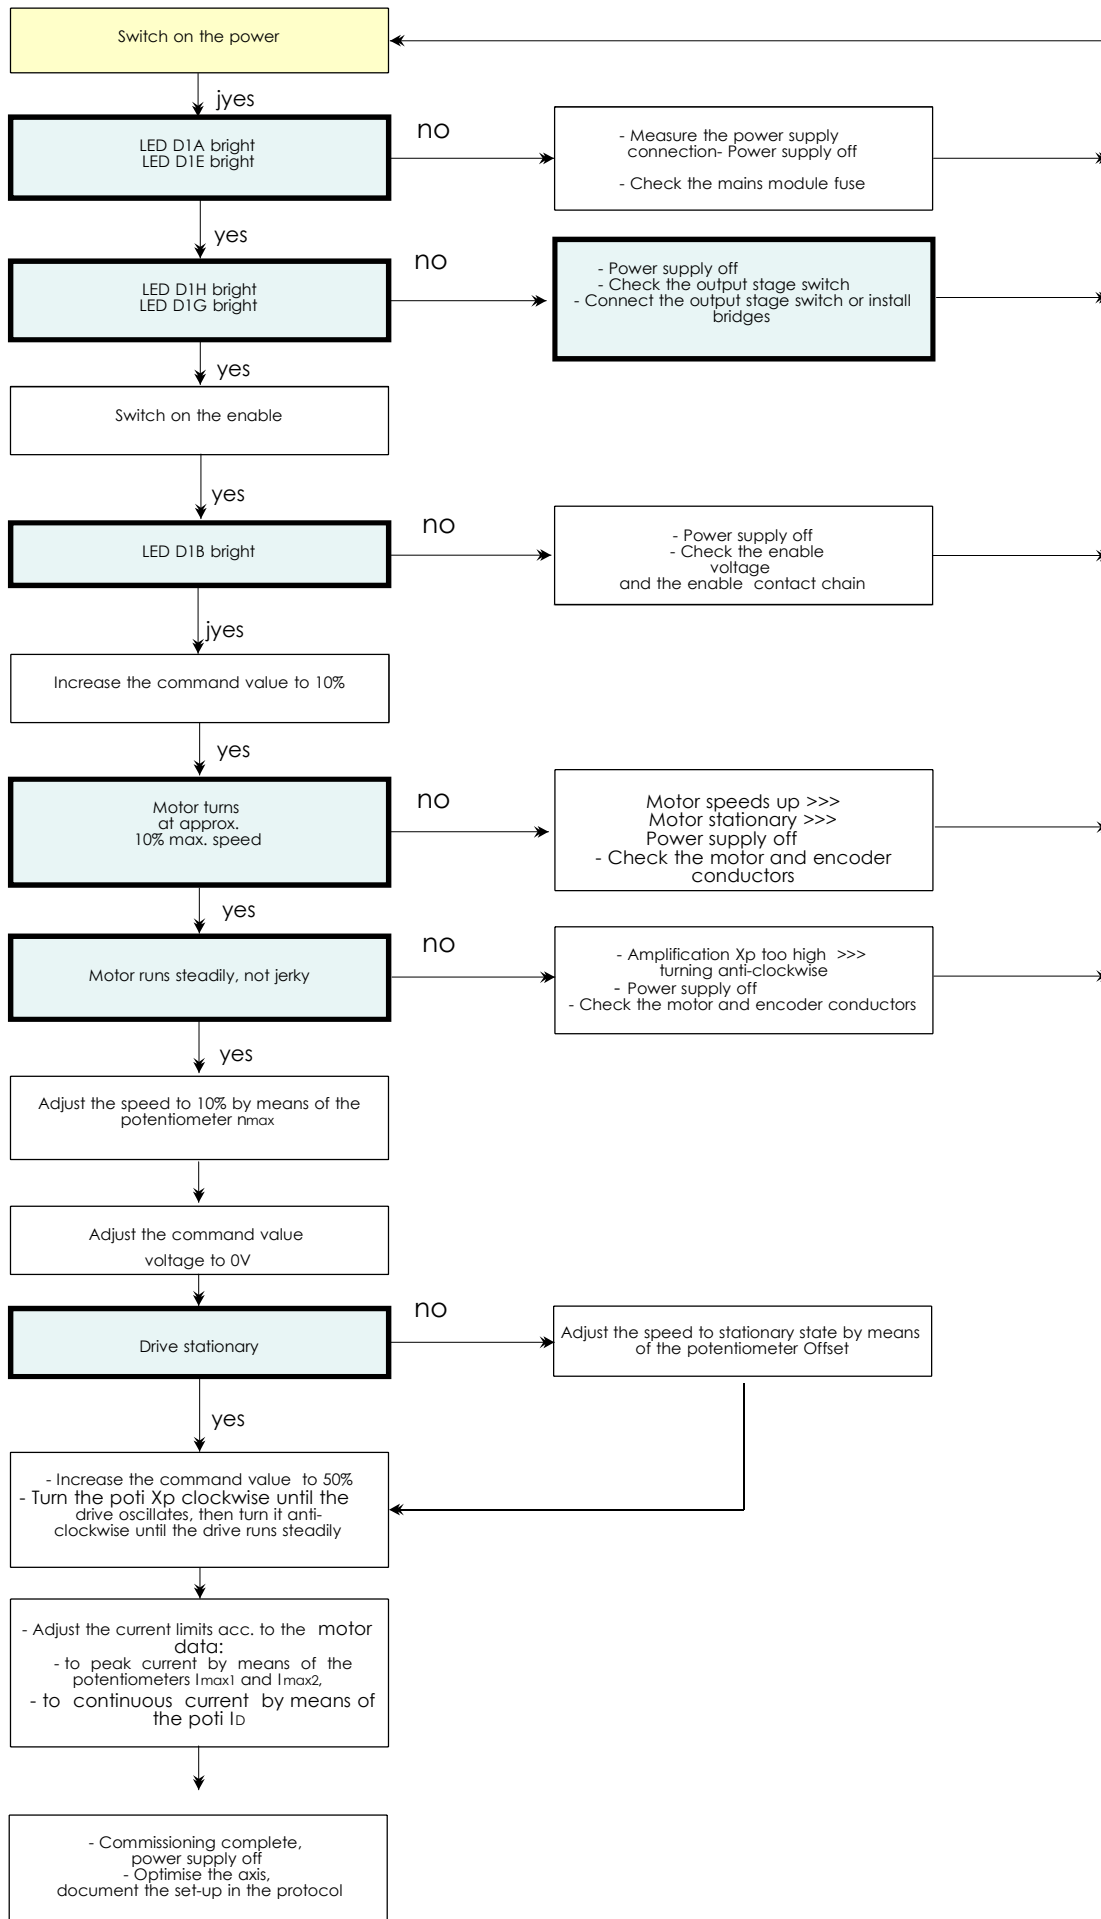 Switch on the power
jyes
LED D1A bright
LED D1E bright
no
- Measure the power supply
connection- Power supply off
- Check the mains module fuse
yes
LED D1H bright
LED D1G bright
no
- Power supply off
- Check the output stage switch
- Connect the output stage switch or install
bridges
yes
Switch on the enable
yes
LED D1B bright
no
- Power supply off
- Check the enable
voltage
and the enable contact chain
jyes
Increase the command value to 10%
yes
Motor turns
at approx.
10% max. speed
no
Motor speeds up >>>
Motor stationary >>>
Power supply off
- Check the motor and encoder
conductors
yes
Motor runs steadily, not jerky
no
- Amplification Xp too high >>>
turning anti-clockwise
- Power supply off
- Check the motor and encoder conductors
yes
Adjust the speed to 10% by means of the
potentiometer nmax
Adjust the command value
voltage to 0V
Drive stationary
no
Adjust the speed to stationary state by means
of the potentiometer Offset
yes
- Increase the command value to 50%
- Turn the poti Xp clockwise until the
drive oscillates, then turn it anti-
clockwise until the drive runs steadily
- Adjust the current limits acc. to the motor
data:
- to peak current by means of the
potentiometers Imax1 and Imax2,
- to continuous current by means of
the poti ID
- Commissioning complete,
power supply off
- Optimise the axis,
document the set-up in the protocol